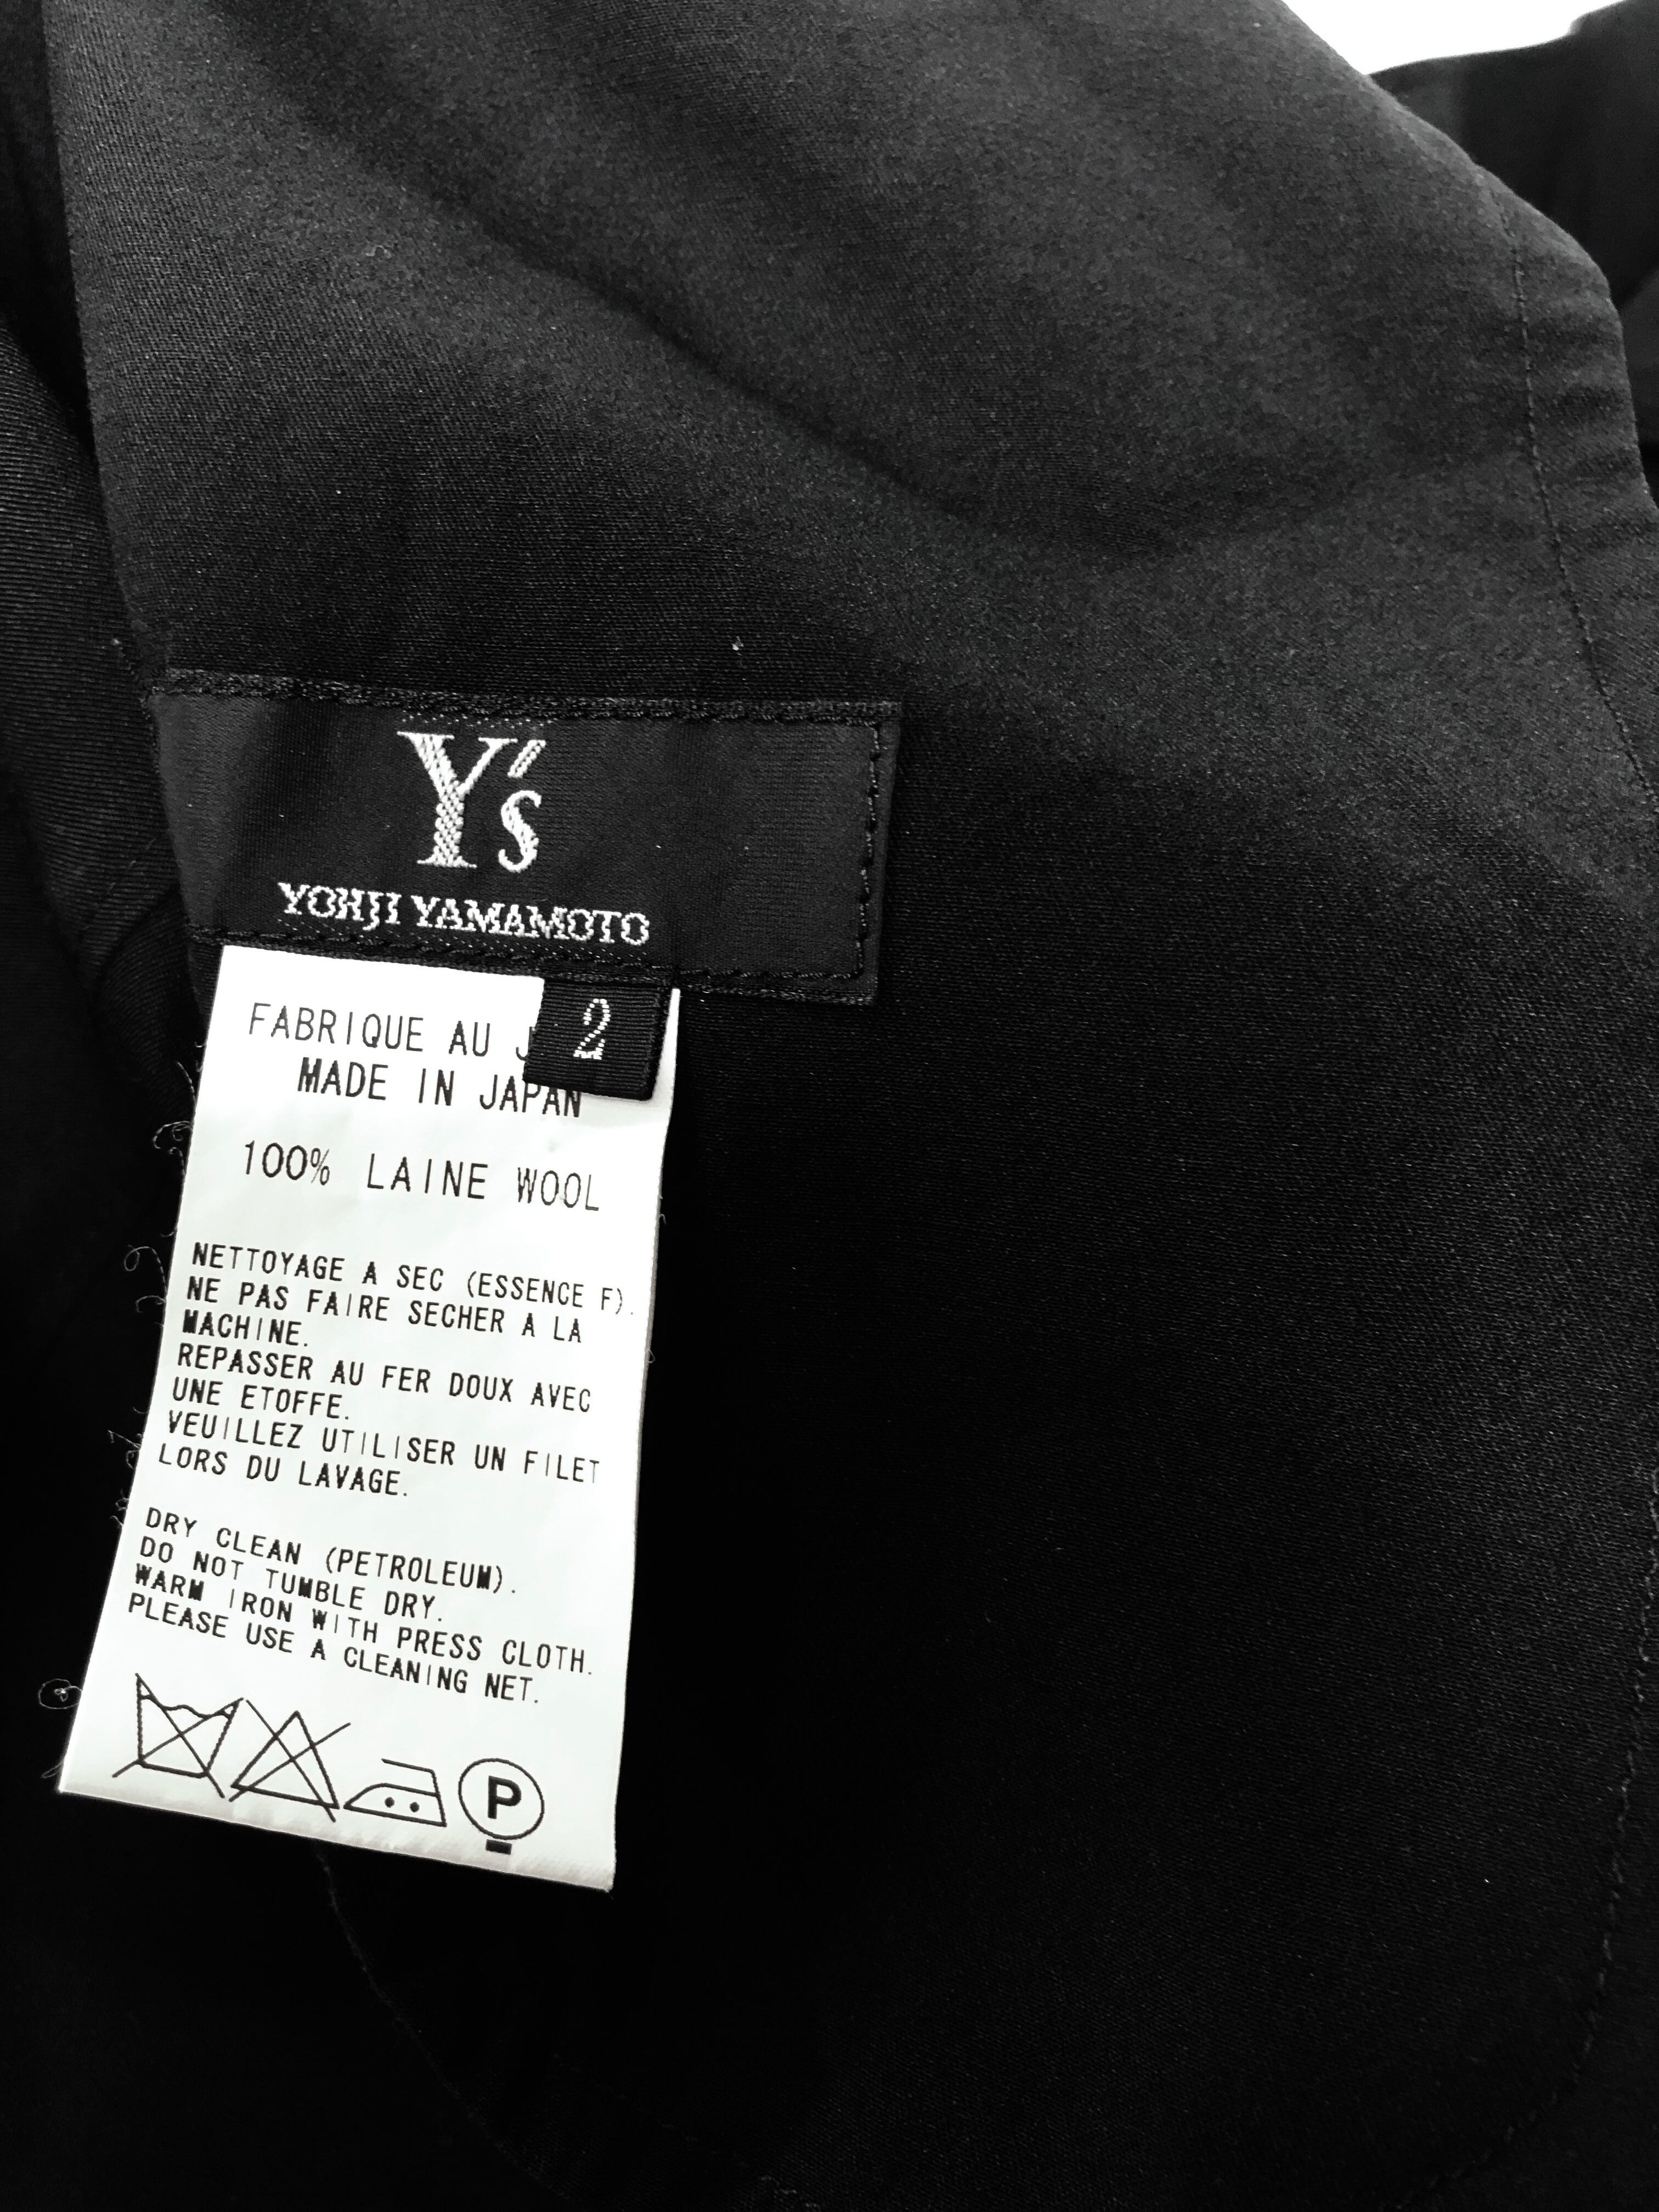 Y's
YOHJI YAMAMOTO
2
FABRIQUE AU
MADE IN JAPAN
100% LAINE WOOL
NETTOYAGE A SEC (ESSENCE F).
NE PAS FAIRE SECHER A LA
MACHINE.
REPASSER AU FER DOUX AVEC
UNE ETOFFE.
VEUILLEZ UTILISER UN FILET
LORS DU LAVAGE.
DRY CLEAN (PETROLEUM).
DO NOT TUMBLE DRY.
WARM IRON WITH PRESS CLOTH.
PLEASE USE A CLEANING NET.
P